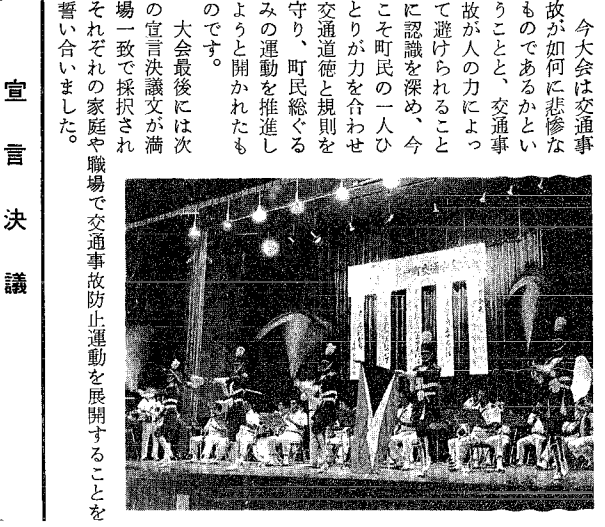 今大会は交通事
故が如何に悲惨な
ものであるかとい
うことと、交通事
故が人の力によっ
て避けられること
に認識を深め、今
こそ町民の一人ひ
とりが力を合わせ
交通道徳と規則を
守り、町民総ぐる
みの運動を推進し
ようと開かれたも
のです。
大会最後には次
の宣言決議文が満
場一致で採択され
それぞれの家庭や職場で交通事故防止運動を展開することを
誓い合いました。
宣言決議